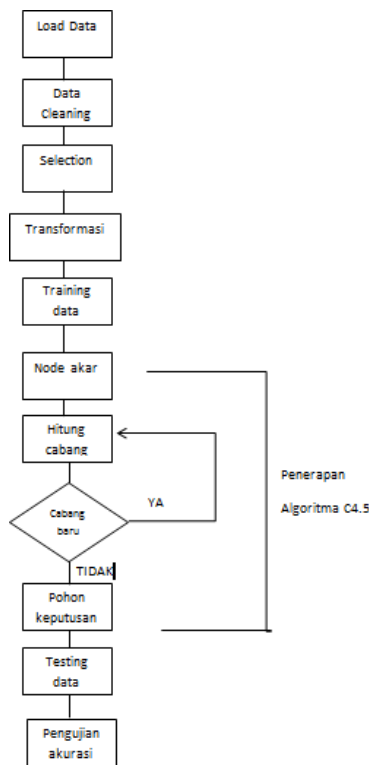 Load Data
Data
Cleaning
Selection
Transformasi
Training
data
Node akar
Hitung
cabang
Cabang
baru
YA
TIDAK
Pohon
keputusan
Penerapan
Algoritma C4.5
Testing
data
Pengujian
akurasi